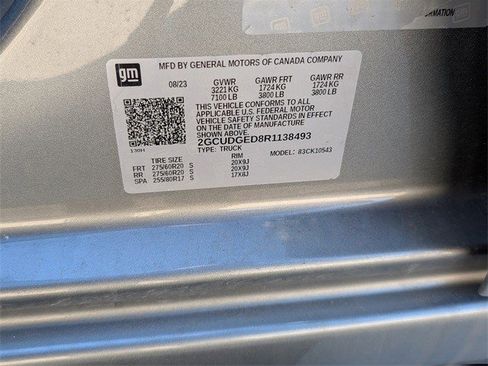 ORMATION
gm
MFD BY GENERAL MOTORS OF CANADA COMPANY
08/23 GVWR GAWR FRT GAWR RR
3221 KG 1724 KG 1724 KG
7100 LB 3800 LB 3800 LB
THIS VEHICLE CONFORMS TO ALL
APPLICABLE U.S. FEDERAL MOTOR
VEHICLE SAFETY STANDARDS IN EFFECT
ON THE DATE OF MANUFACTURE
SHOWN ABOVE.
2GCUDGED8R1138493
TYPE: TRUCK MODEL: 83CK10543
TIRE SIZE RIM
FRT 275/60R20 S 20X9J
RR 275/60R20 S 20X9J
SPA 255/80R17 S 17X8J